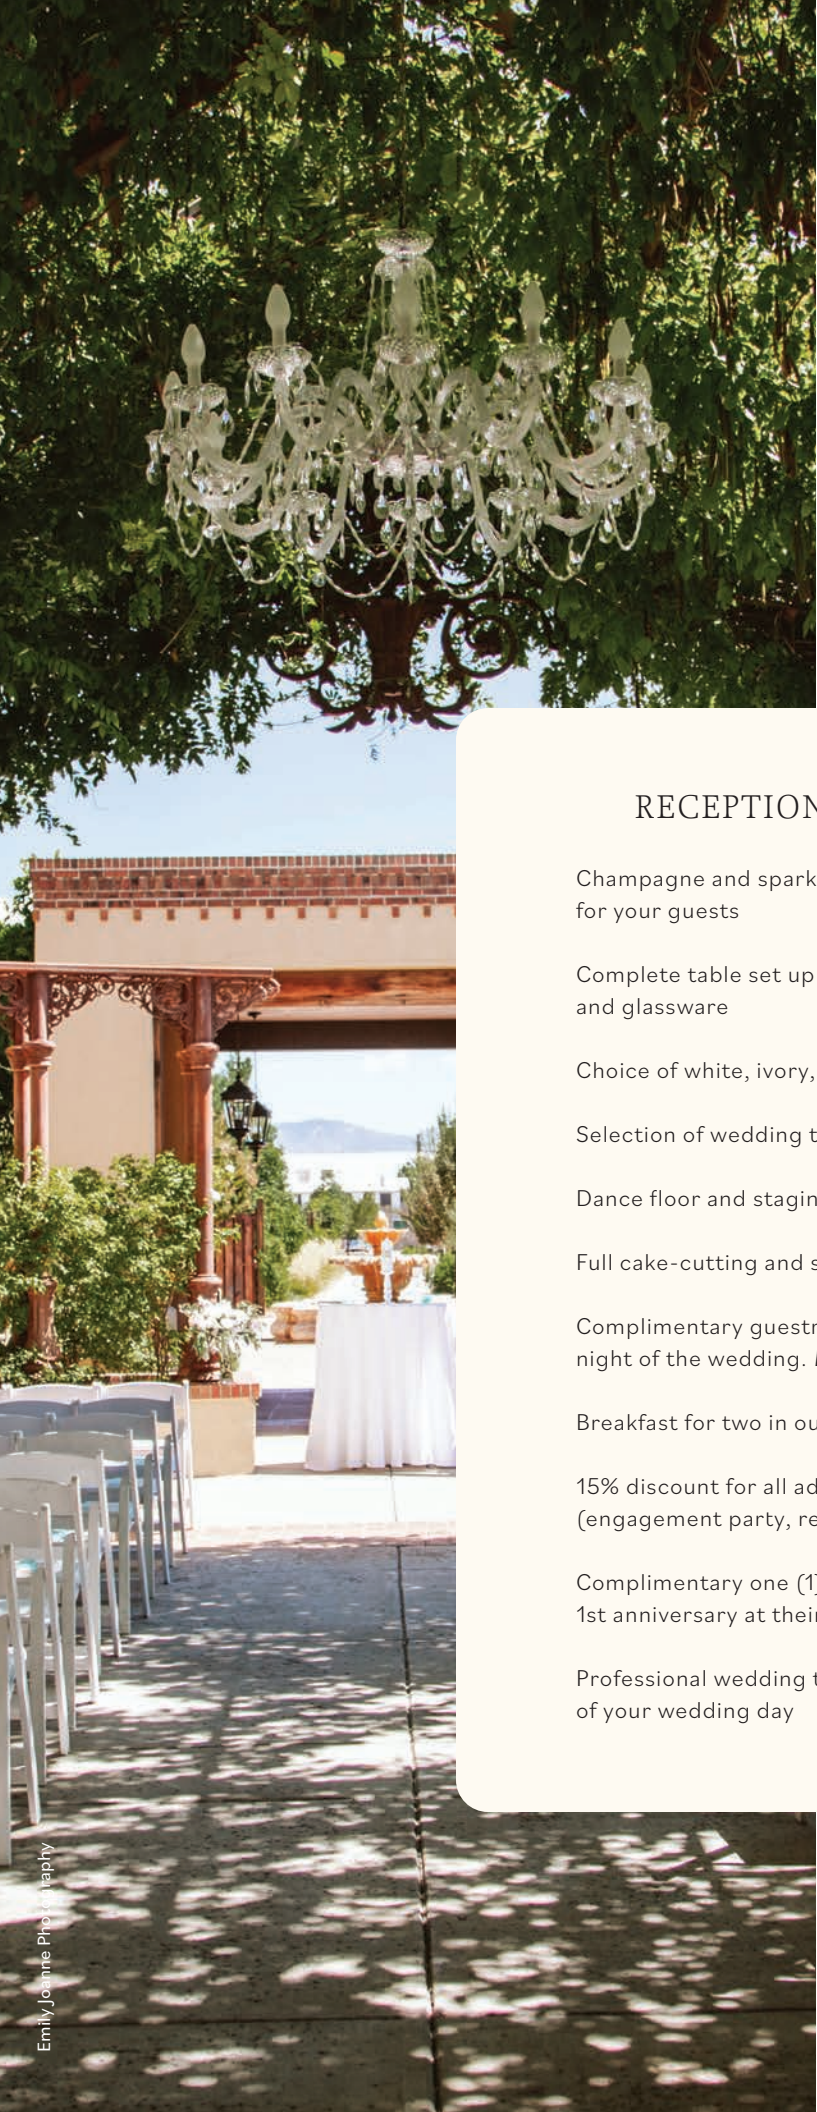 RECEPTION
Champagne and spark
for your guests
Complete table set up
and glassware
Choice of white, ivory,
Selection of wedding t
Dance floor and stagin
Full cake-cutting and s
Complimentary guestr
night of the wedding.
Breakfast for two in ou
15% discount for all ad
(engagement party, re
Complimentary one (1)
1st anniversary at their
Professional wedding t
of your wedding day
Emily Joanne Photography